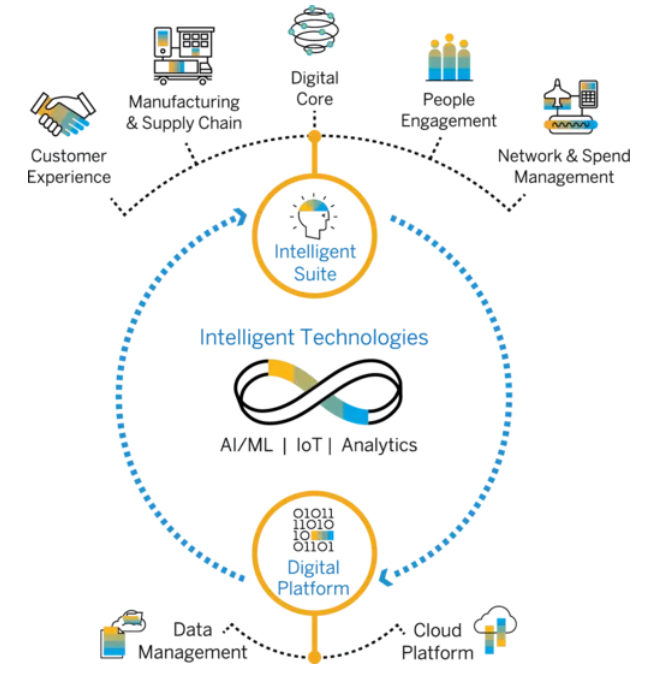 Digital
Core
Manufacturing
& Supply Chain
People
Engagement
Customer
Experience
Network & Spend
Management
Intelligent
Suite
Intelligent Technologies
AI/ML | IoT | Analytics
01011
11010
10
01101
Digital
Platform
Data
Management
Cloud
Platform